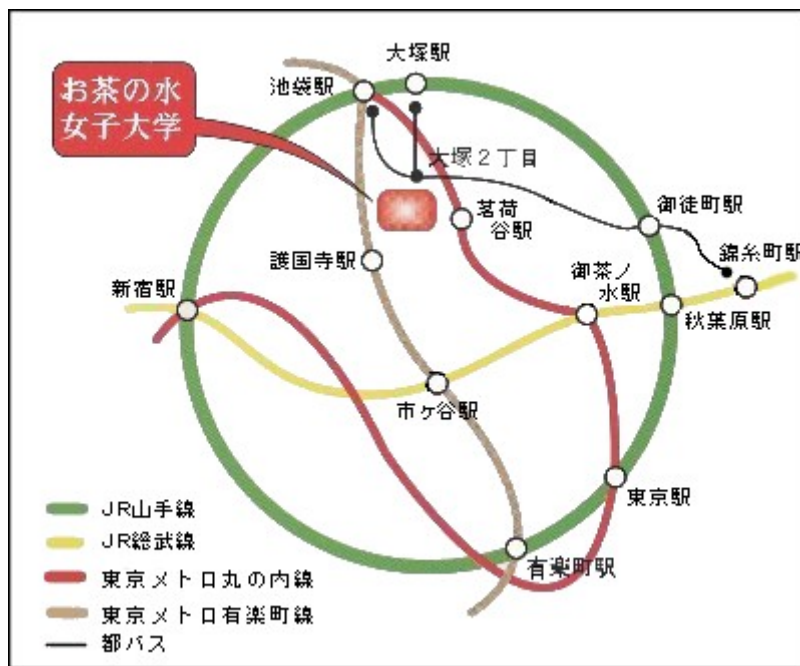 大塚駅
池袋駅
お茶の水
女子大学
大塚２丁目
御徒町駅
茗荷
谷駅
錦糸町駅
護国寺駅
御茶ノ
水駅
新宿駅
秋葉原駅
市ヶ谷駅
東京駅
JR山手線
JR総武線
有楽町駅
東京メトロ丸の内線
東京メトロ有楽町線
都バス